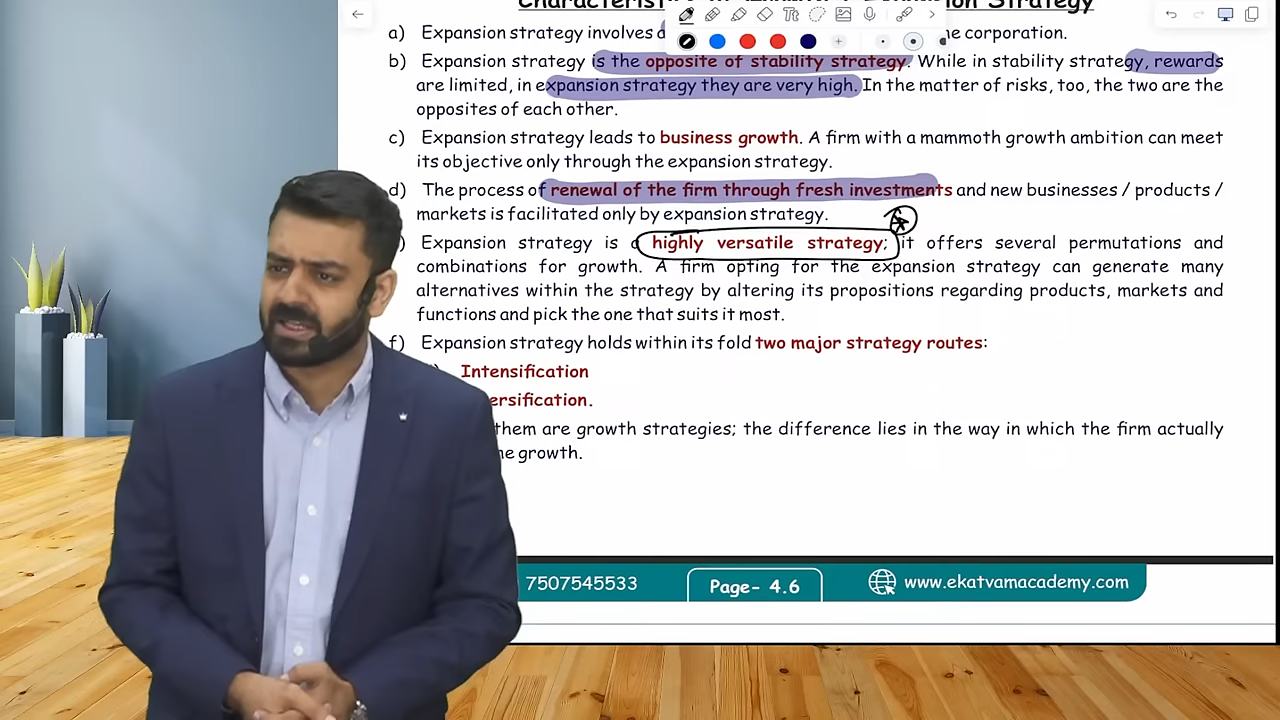 a) Expansion strategy involves a ne corporation.
b) Expansion strategy is the opposite of stability strategy. While in stability strategy, rewards
are limited, in expansion strategy they are very high. In the matter of risks, too, the two are the
opposites of each other.
c) Expansion strategy leads to business growth. A firm with a mammoth growth ambition can meet
its objective only through the expansion strategy.
d) The process of renewal of the firm through fresh investments and new businesses / products /
markets is facilitated only by expansion strategy.
) Expansion strategy is a highly versatile strategy; it offers several permutations and
combinations for growth. A firm opting for the expansion strategy can generate many
alternatives within the strategy by altering its propositions regarding products, markets and
functions and pick the one that suits it most.
f) Expansion strategy holds within its fold two major strategy routes:
) Intensification
ersification.
them are growth strategies; the difference lies in the way in which the firm actually
he growth.
7507545533
Page- 4.6
www.ekatvamacademy.com